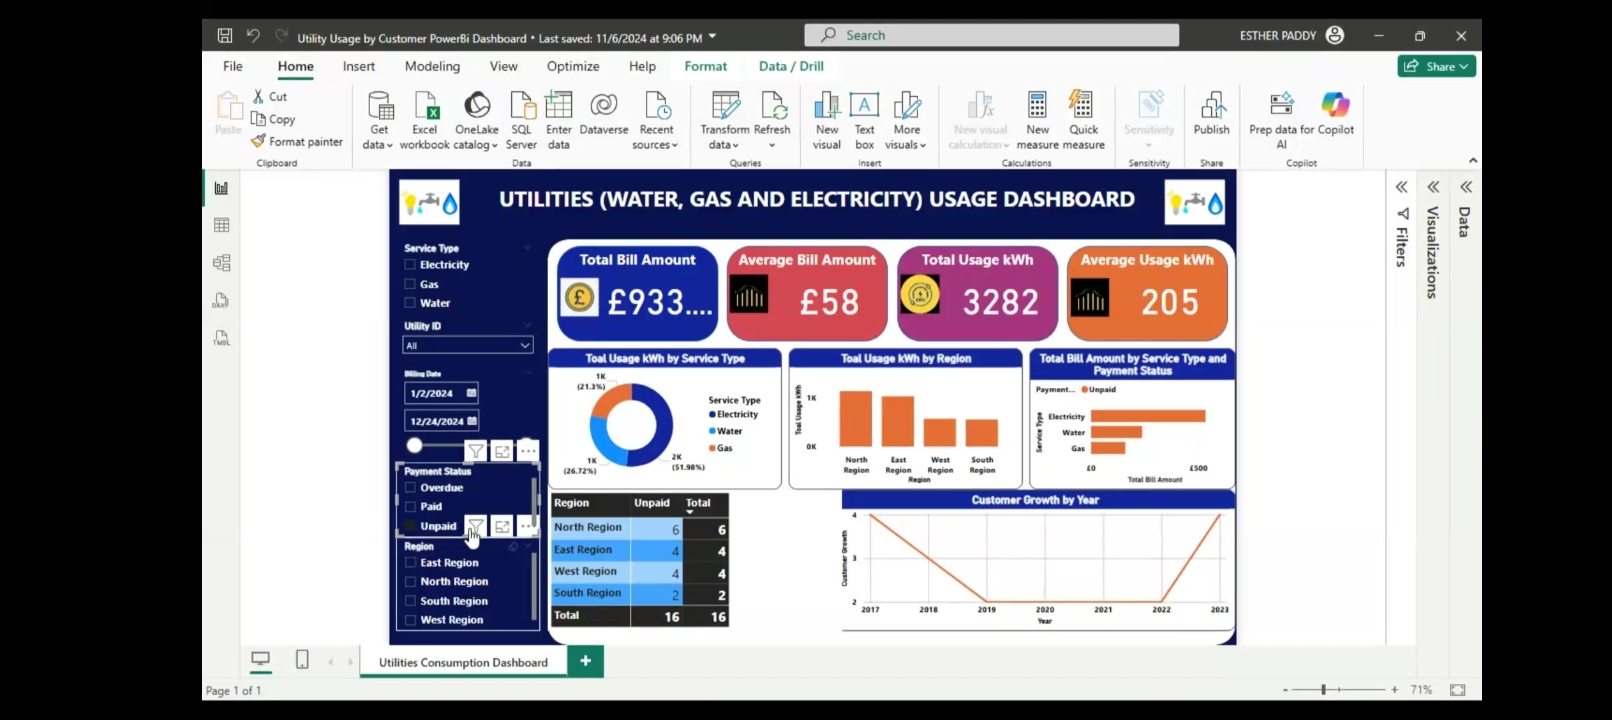 Utility Usage by Customer PowerBi Dashboard • Last saved: 11/6/2024 at 9:06 PM
Search
ESTHER PADDY
File Home Insert Modeling View Optimize Help Format Data / Drill
Share
Paste
Cut
Copy
Format painter
Clipboard
Get data
Excel workbook
OneLake catalog
SQL Server
Enter data
Dataverse
Recent sources
Data
Transform data
Refresh
Queries
New visual
Text box
More visuals
Insert
New visual calculation
New measure
Quick measure
Calculations
Sensitivity
Sensitivity
Publish
Share
Prep data for AI
Copilot
Copilot
UTILITIES (WATER, GAS AND ELECTRICITY) USAGE DASHBOARD
Service Type
Electricity
Gas
Water
Utility ID
All
Billing Date
1/2/2024
12/24/2024
Payment Status
Overdue
Paid
Unpaid
Region
East Region
North Region
South Region
West Region
Total Bill Amount
£933....
Average Bill Amount
£58
Total Usage kWh
3282
Average Usage kWh
205
Toal Usage kWh by Service Type
1K
(21.3%)
1K
(26.72%)
2K
(51.98%)
Service Type
Electricity
Water
Gas
Toal Usage kWh by Region
Toal Usage kWh
1K
0K
North Region
East Region
West Region
South Region
Region
Total Bill Amount by Service Type and
Payment Status
Payment... Unpaid
Service Type
Electricity
Water
Gas
£0 £500
Total Bill Amount
Region Unpaid Total
North Region 6 6
East Region 4 4
West Region 4 4
South Region 2 2
Total 16 16
Customer Growth by Year
Customer Growth
4
3
2
2017 2018 2019 2020 2021 2022 2023
Year
Filters
Visualizations
Data
DAX
TMDL
Utilities Consumption Dashboard
+
Page 1 of 1
- + 71%